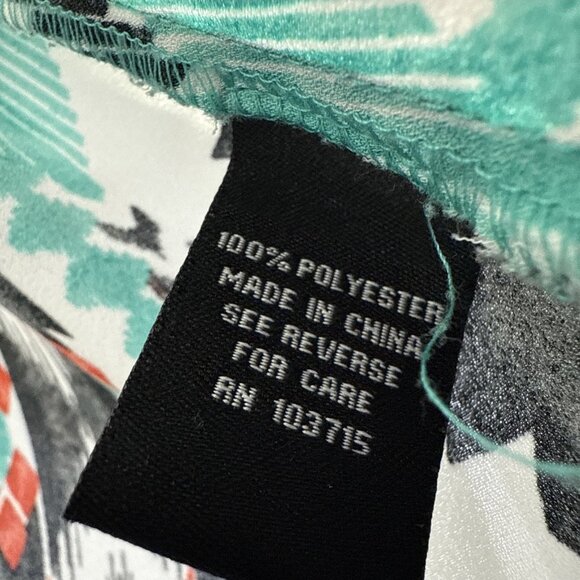 100% POLYESTER
MADE IN CHINA
SEE REVERSE
FOR CARE
RN 103715